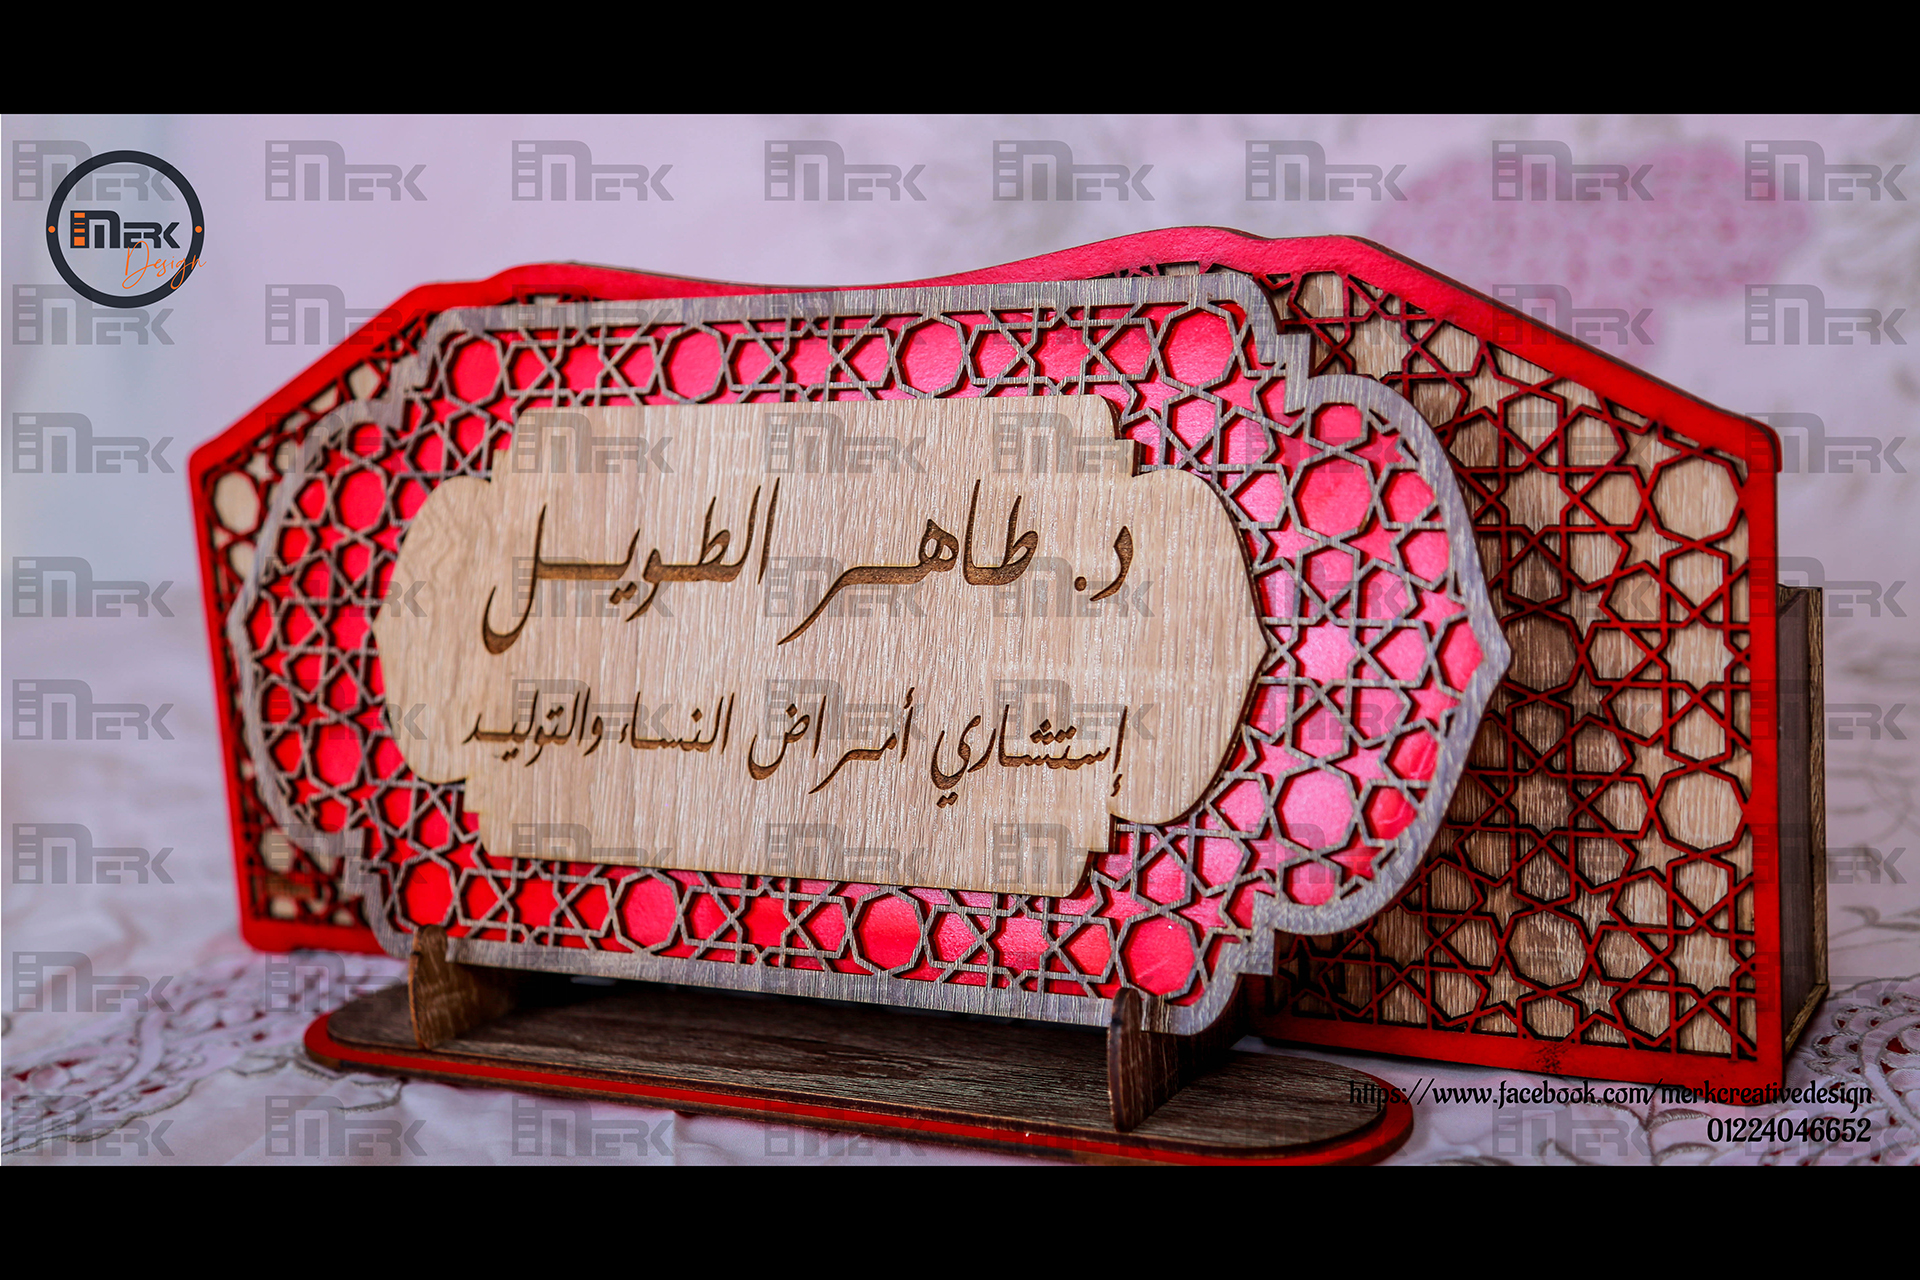 MERK
Design
د. طاهر الطويل
إستشاري أمراض النساء والتوليد
https://www.facebook.com/merkcreativedesign
01224046652